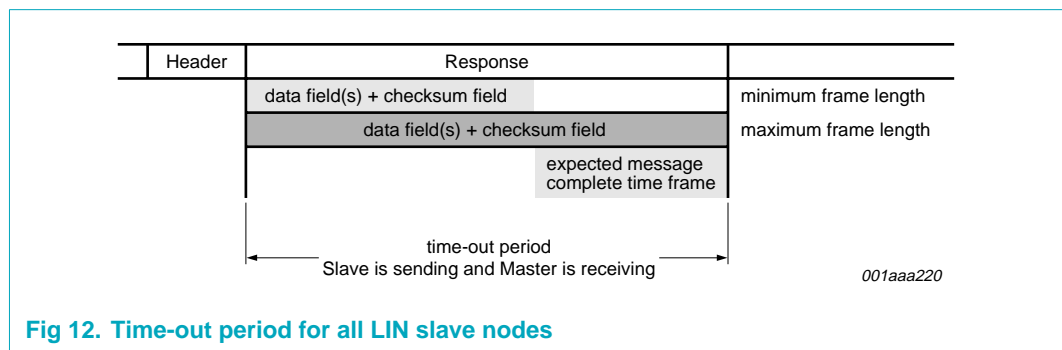 Header Response
data field(s) + checksum field minimum frame length
data field(s) + checksum field maximum frame length
expected message
complete time frame
time-out period
Slave is sending and Master is receiving
001aaa220
Fig 12. Time-out period for all LIN slave nodes